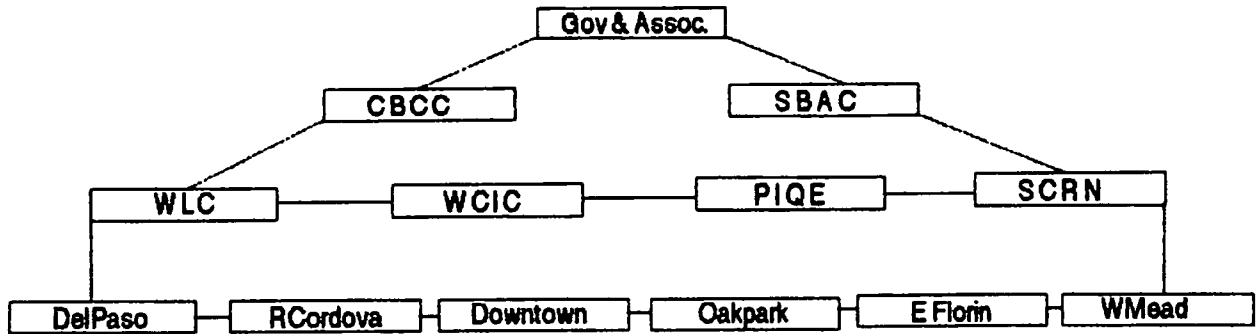 Gov & Assoc.
CBCC
SBAC
WLC
WCIC
PIQE
SCRN
DelPaso
RCordova
Downtown
Oakpark
E Florin
WMead